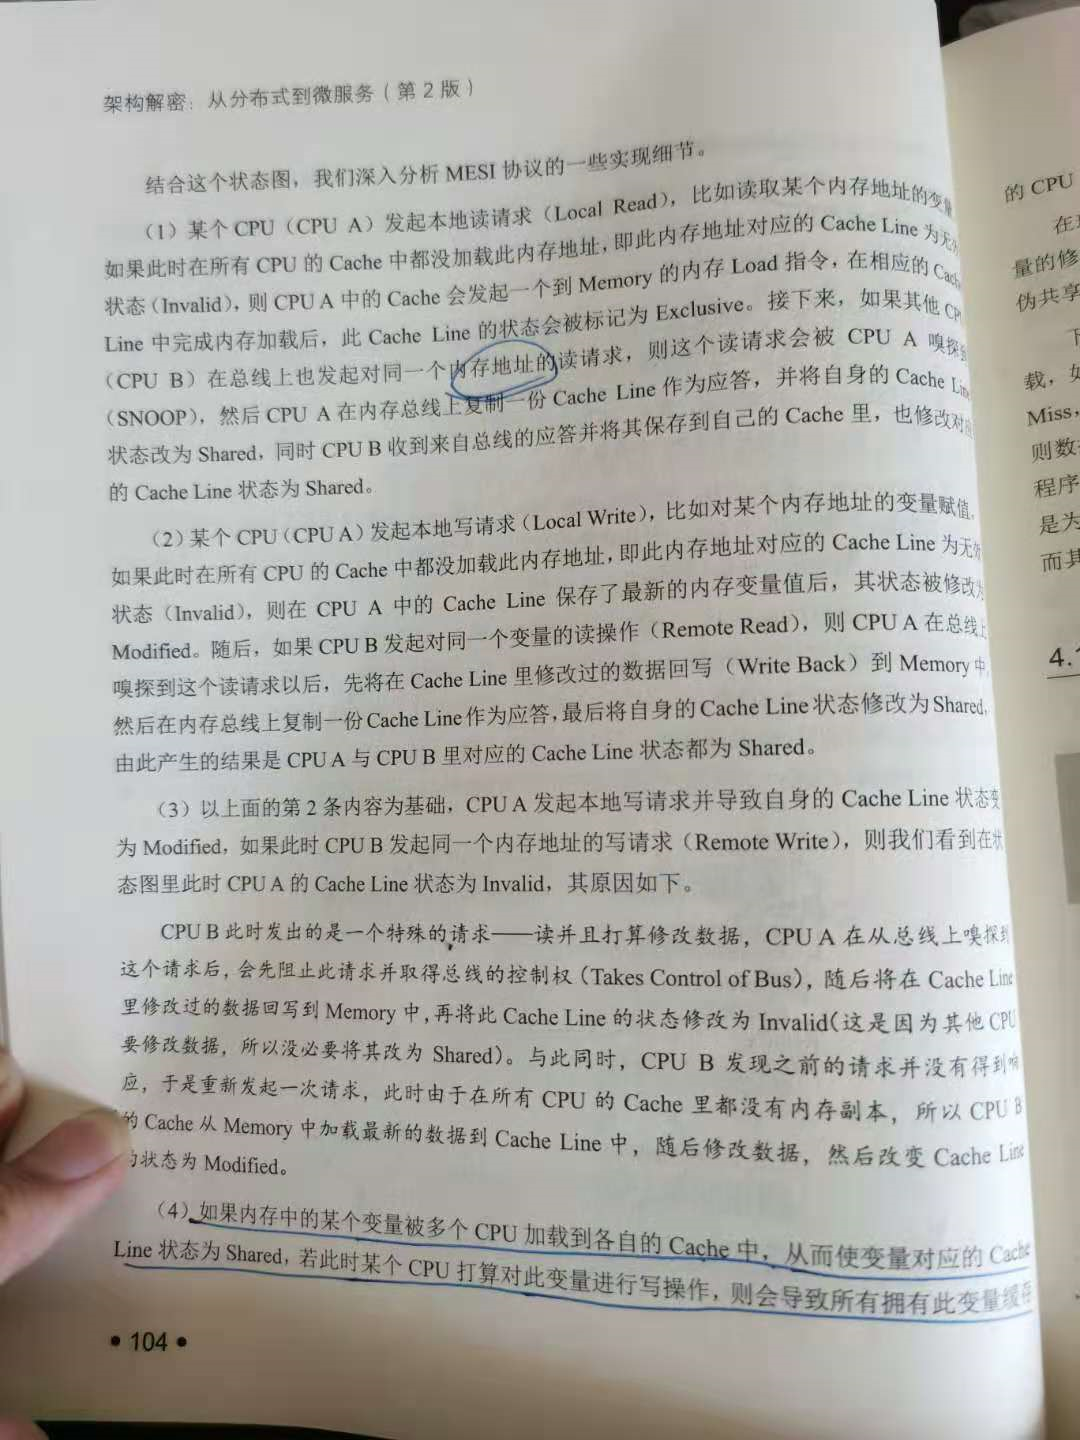 架构解密：从分布式到微服务（第2版）
结合这个状态图，我们深入分析 MESI 协议的一些实现细节。
（1）某个 CPU（CPU A）发起本地读请求（Local Read），比如读取某个内存地址的变量
如果此时在所有 CPU 的 Cache 中都没加载此内存地址，即此内存地址对应的 Cache Line 为无效
状态（Invalid），则 CPU A 中的 Cache 会发起一个到 Memory 的内存 Load 指令，在相应的 Cache
Line 中完成内存加载后，此 Cache Line 的状态会被标记为 Exclusive。接下来，如果其他 CPU
（CPU B）在总线上也发起对同一个内存地址的读请求，则这个读请求会被 CPU A 嗅探到
（SNOOP），然后 CPU A 在内存总线上复制一份 Cache Line 作为应答，并将自身的 Cache Line
状态改为 Shared，同时 CPU B 收到来自总线的应答并将其保存到自己的 Cache 里，也修改对应
的 Cache Line 状态为 Shared。
（2）某个 CPU（CPU A）发起本地写请求（Local Write），比如对某个内存地址的变量赋值，
如果此时在所有 CPU 的 Cache 中都没加载此内存地址，即此内存地址对应的 Cache Line 为无效
状态（Invalid），则在 CPU A 中的 Cache Line 保存了最新的内存变量值后，其状态被修改为
Modified。随后，如果 CPU B 发起对同一个变量的读操作（Remote Read），则 CPU A 在总线上
嗅探到这个读请求以后，先将在 Cache Line 里修改过的数据回写（Write Back）到 Memory 中，
然后在内存总线上复制一份 Cache Line 作为应答，最后将自身的 Cache Line 状态修改为 Shared，
由此产生的结果是 CPU A 与 CPU B 里对应的 Cache Line 状态都为 Shared。
（3）以上面的第 2 条内容为基础，CPU A 发起本地写请求并导致自身的 Cache Line 状态变
为 Modified，如果此时 CPU B 发起同一个内存地址的写请求（Remote Write），则我们看到在状
态图里此时 CPU A 的 Cache Line 状态为 Invalid，其原因如下。
CPU B 此时发出的是一个特殊的请求——读并且打算修改数据，CPU A 在从总线上嗅探到
这个请求后，会先阻止此请求并取得总线的控制权（Takes Control of Bus），随后将在 Cache Line
里修改过的数据回写到 Memory 中，再将此 Cache Line 的状态修改为 Invalid（这是因为其他 CPU
要修改数据，所以没必要将其改为 Shared）。与此同时，CPU B 发现之前的请求并没有得到响
应，于是重新发起一次请求，此时由于在所有 CPU 的 Cache 里都没有内存副本，所以 CPU B
的 Cache 从 Memory 中加载最新的数据到 Cache Line 中，随后修改数据，然后改变 Cache Line
的状态为 Modified。
（4）如果内存中的某个变量被多个 CPU 加载到各自的 Cache 中，从而使变量对应的 Cache
Line 状态为 Shared，若此时某个 CPU 打算对此变量进行写操作，则会导致所有拥有此变量缓存
• 104 •
的 CPU
在
量的修
伪共享
载，如
Miss，
则数
程序
是为
而其
4.